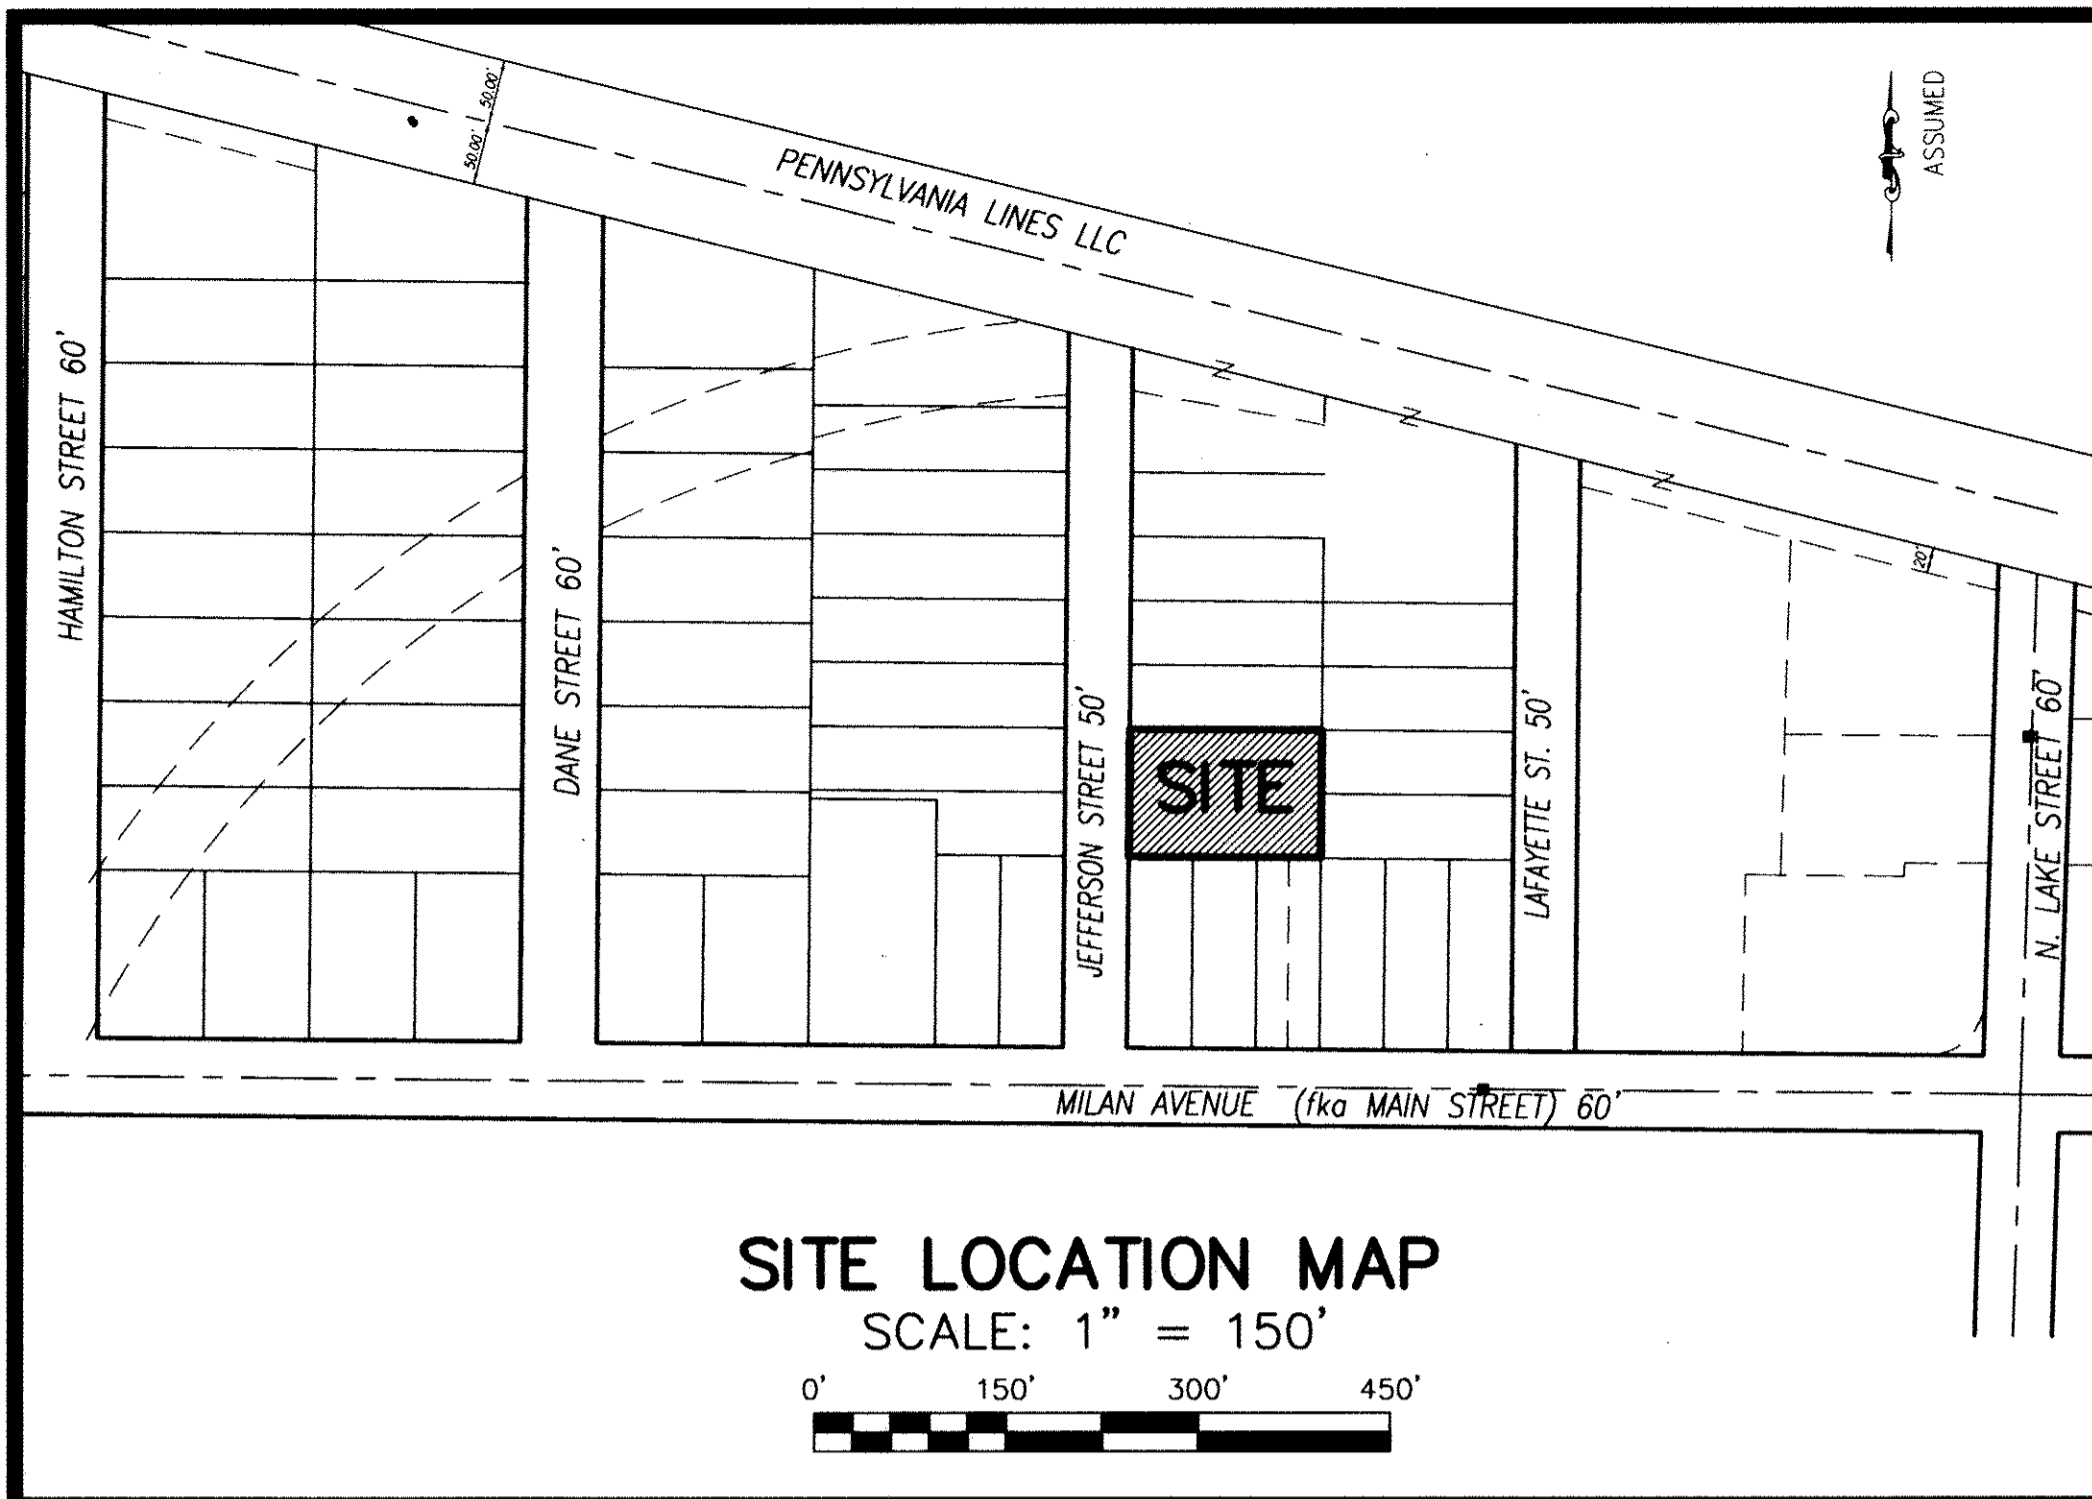 50.00'
50.00'
PENNSYLVANIA LINES LLC
ASSUMED
HAMILTON STREET 60'
DANE STREET 60'
JEFFERSON STREET 50'
SITE
LAFAYETTE ST. 50'
20'
N. LAKE STREET 60'
MILAN AVENUE (fka MAIN STREET) 60'
SITE LOCATION MAP
SCALE: 1" = 150'
0' 150' 300' 450'